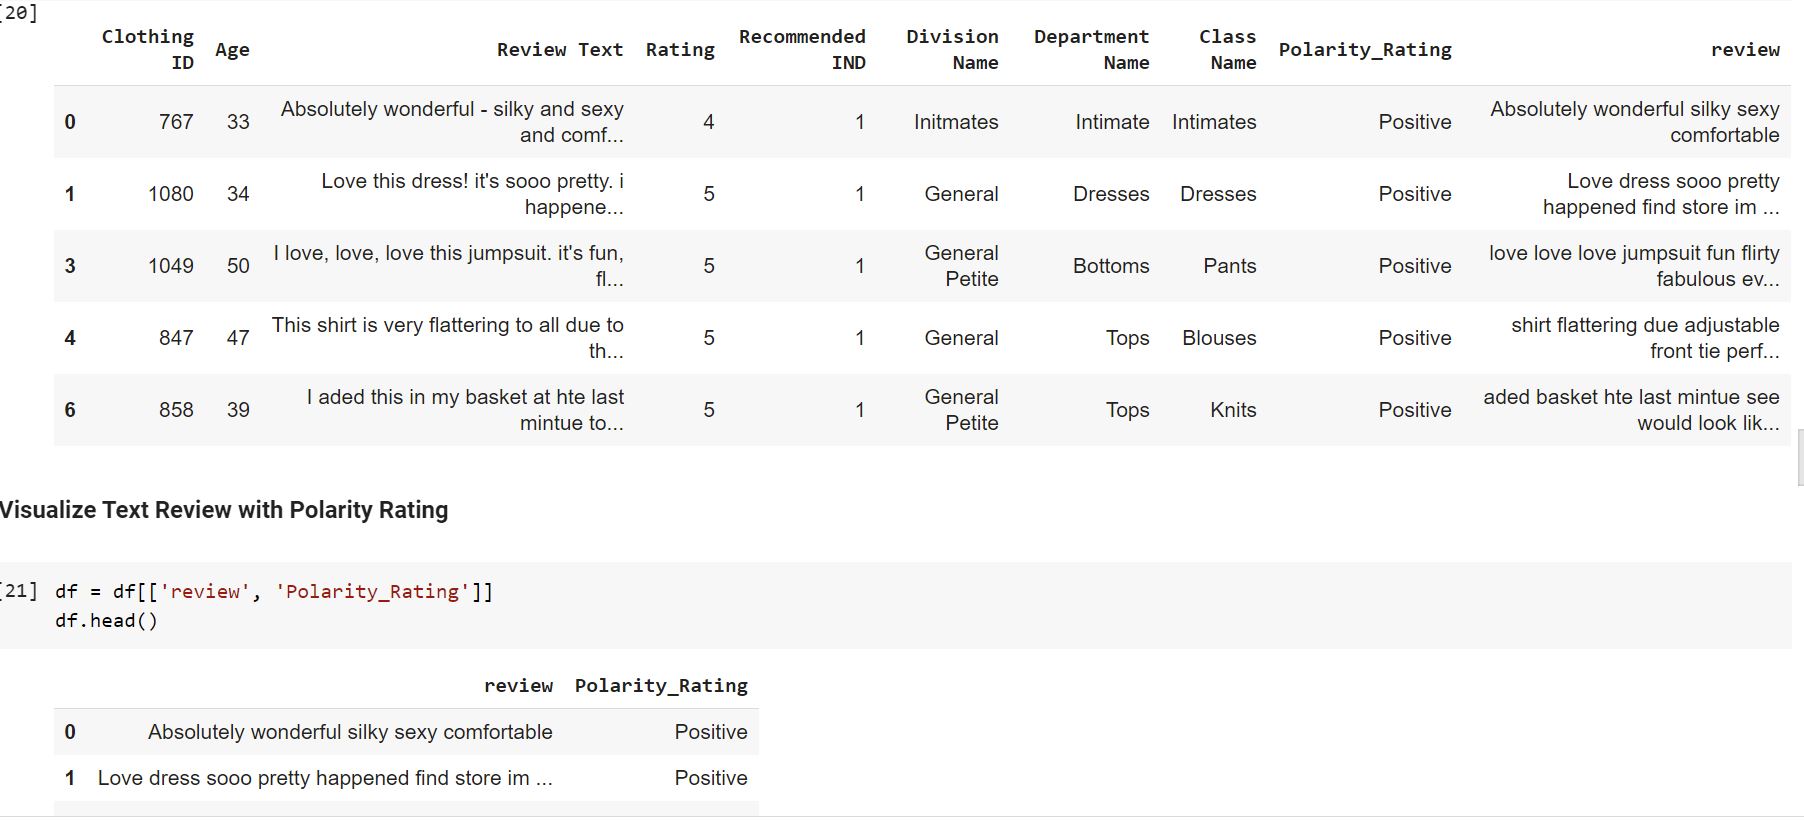 [20]
Clothing ID Age Review Text Rating Recommended IND Division Name Department Name Class Name Polarity_Rating review
0 767 33 Absolutely wonderful - silky and sexy and comf... 4 1 Initmates Intimate Intimates Positive Absolutely wonderful silky sexy comfortable
1 1080 34 Love this dress! it's sooo pretty. i happene... 5 1 General Dresses Dresses Positive Love dress sooo pretty happened find store im ...
3 1049 50 I love, love, love this jumpsuit. it's fun, fl... 5 1 General Petite Bottoms Pants Positive love love love jumpsuit fun flirty fabulous ev...
4 847 47 This shirt is very flattering to all due to th... 5 1 General Tops Blouses Positive shirt flattering due adjustable front tie perf...
6 858 39 I aded this in my basket at hte last mintue to... 5 1 General Petite Tops Knits Positive aded basket hte last mintue see would look lik...
Visualize Text Review with Polarity Rating
[21] df = df[['review', 'Polarity_Rating']]
df.head()
review Polarity_Rating
0 Absolutely wonderful silky sexy comfortable Positive
1 Love dress sooo pretty happened find store im ... Positive